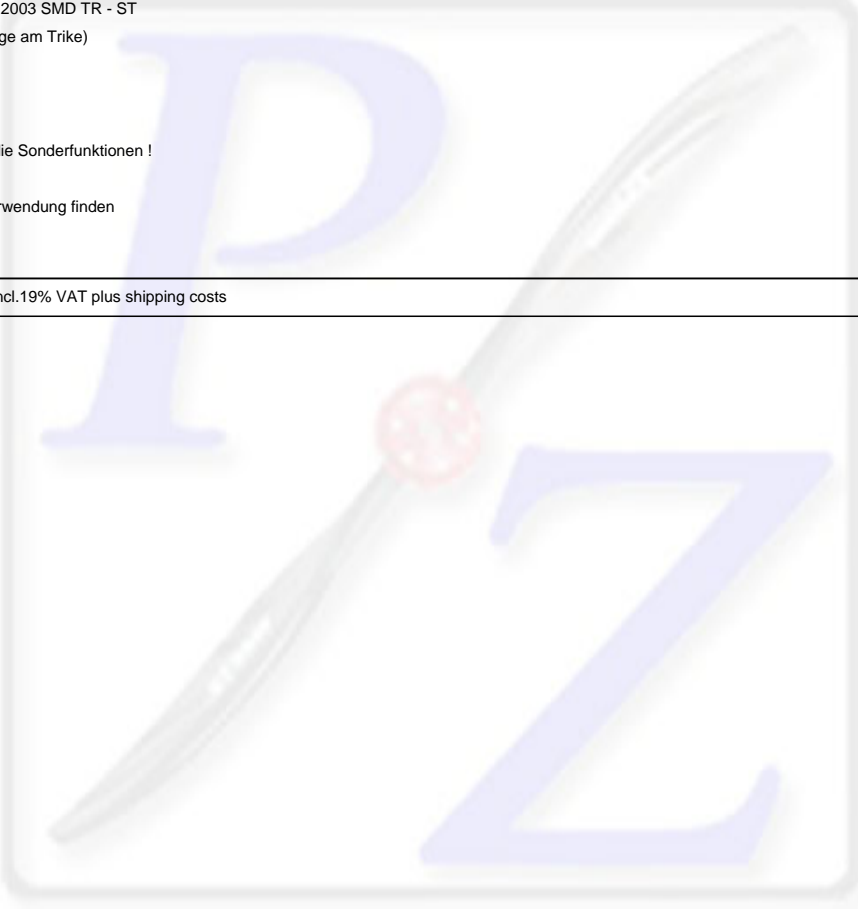 2003 SMD TR - ST
ge am Trike)
ie Sonderfunktionen !
rwendung finden
ncl.19% VAT plus shipping costs
P
Z